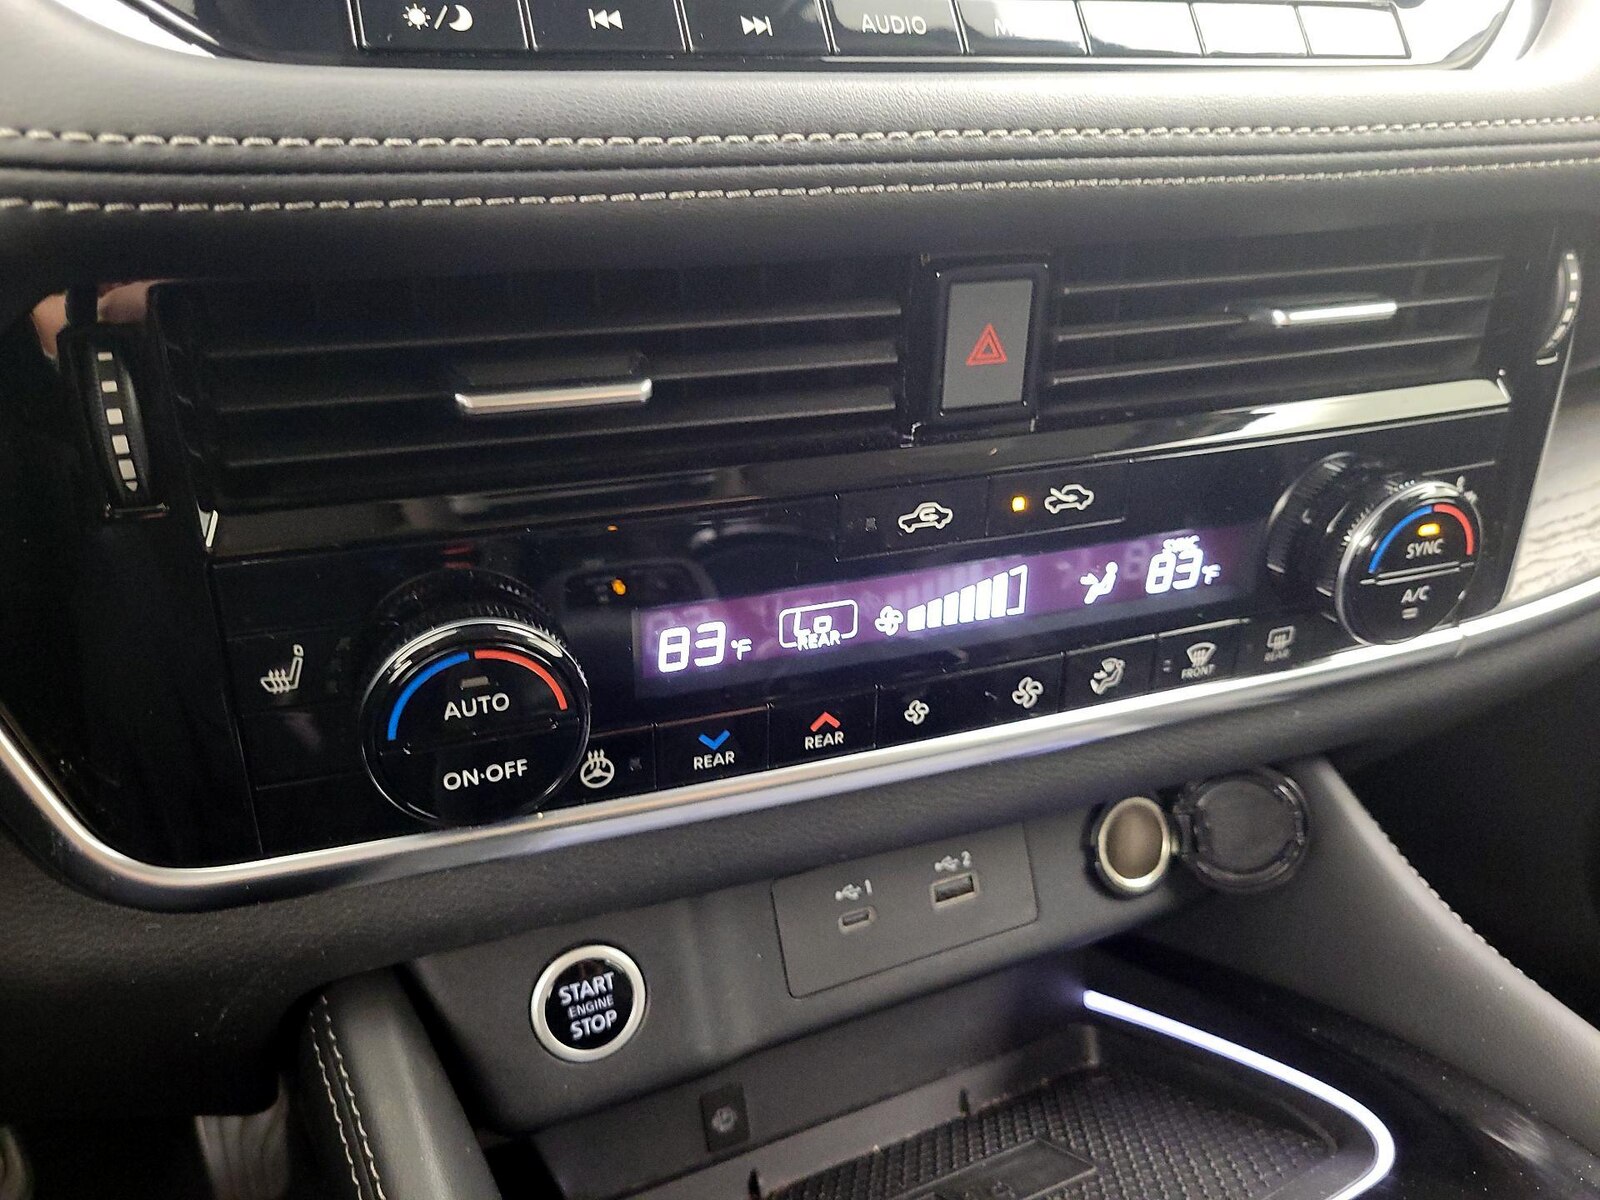 AUDIO
SYNC
83°F
Lo
REAR
83°F
SYNC
A/C
AUTO
ON·OFF
REAR
REAR
FRONT
REAR
1
2
START
ENGINE
STOP